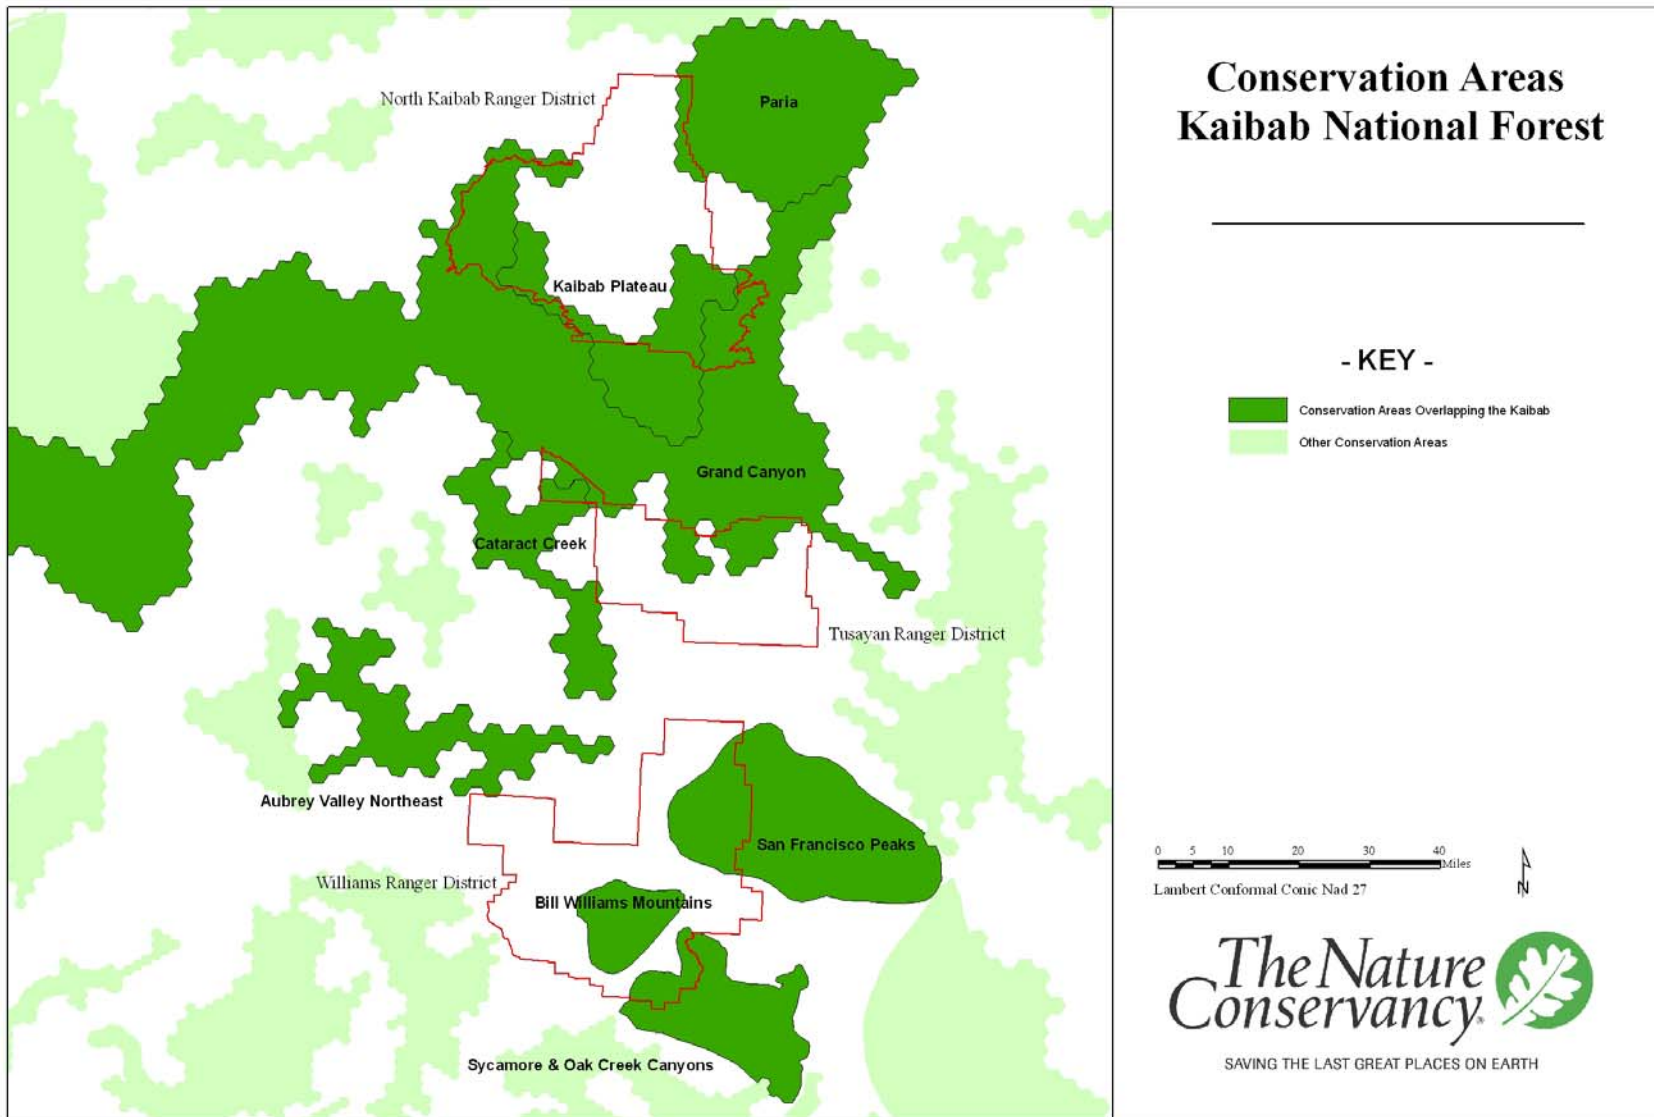 Conservation Areas
Kaibab National Forest
North Kaibab Ranger District
Paria
Kaibab Plateau
Grand Canyon
Cataract Creek
Tusayan Ranger District
Aubrey Valley Northeast
San Francisco Peaks
Williams Ranger District
Bill Williams Mountains
Sycamore & Oak Creek Canyons
- KEY -
Conservation Areas Overlapping the Kaibab
Other Conservation Areas
0 5 10 20 30 40
Miles
Lambert Conformal Conic Nad 27
N
The Nature
Conservancy®
SAVING THE LAST GREAT PLACES ON EARTH